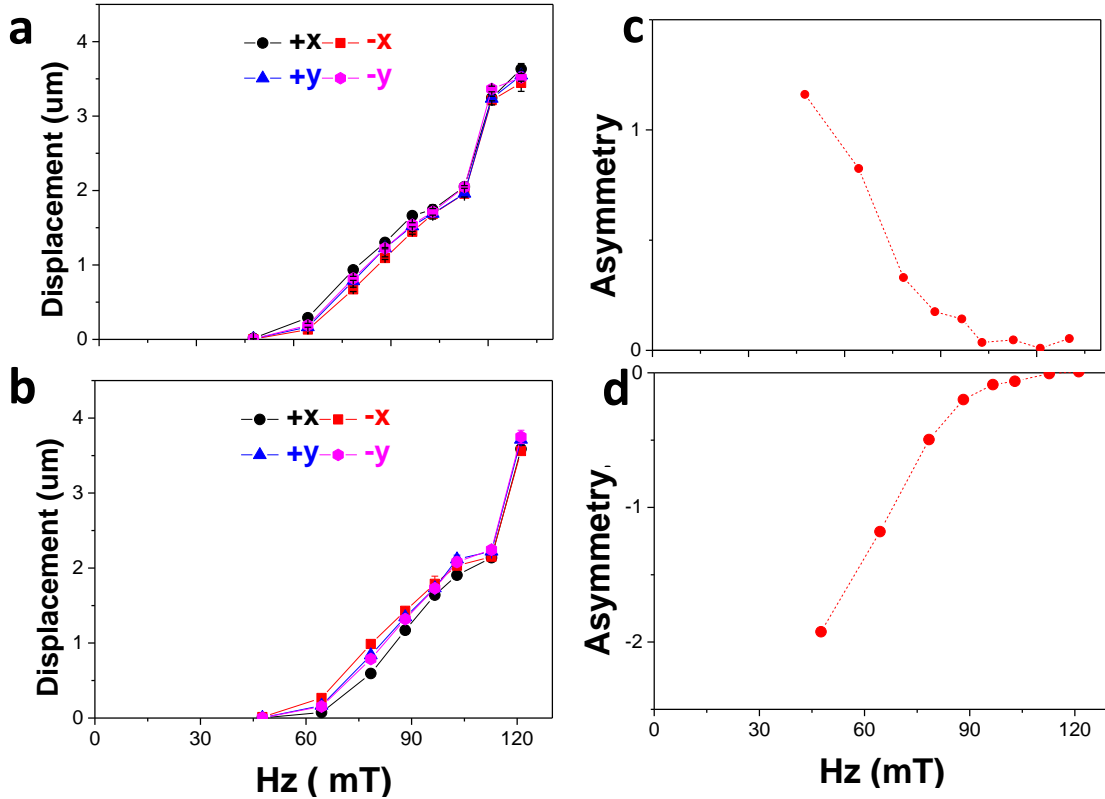 a
Displacement (um)
4
3
2
1
0
+x -x
+y -y
b
Displacement (um)
4
3
2
1
0
+x -x
+y -y
0 30 60 90 120
Hz ( mT)
c
Asymmetry
1
0
d
Asymmetry
0
-1
-2
0 30 60 90 120
Hz (mT)